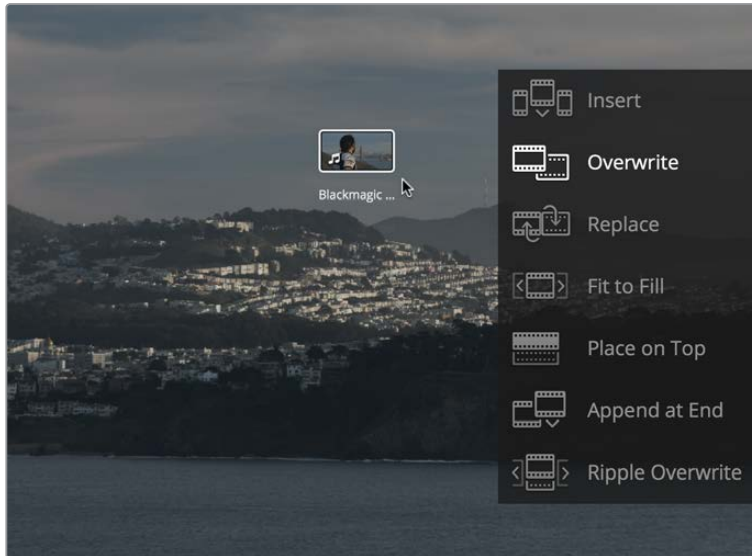 Insert
Overwrite
Blackmagic ...
Replace
Fit to Fill
Place on Top
Append at End
Ripple Overwrite